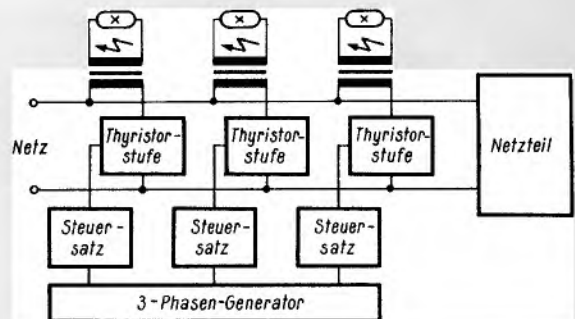 Netz
Thyristor-
stufe
Thyristor-
stufe
Thyristor-
stufe
Netzteil
Steuer-
satz
Steuer-
satz
Steuer-
satz
3-Phasen-Generator